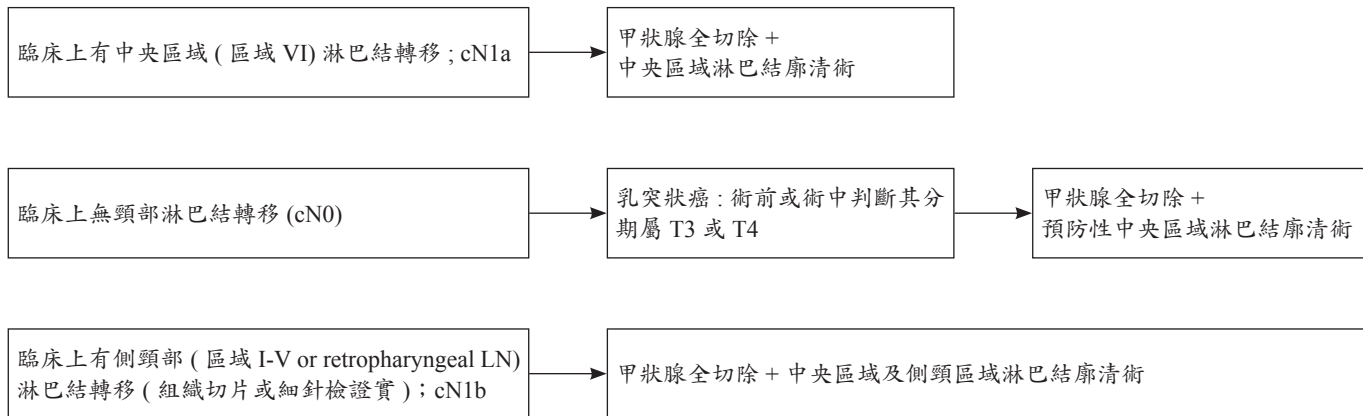 臨床上有中央區域 ( 區域 VI) 淋巴結轉移 ; cN1a
甲狀腺全切除 +
中央區域淋巴結廓清術
臨床上無頸部淋巴結轉移 (cN0)
乳突狀癌 : 術前或術中判斷其分
期屬 T3 或 T4
甲狀腺全切除 +
預防性中央區域淋巴結廓清術
臨床上有側頸部 ( 區域 I-V or retropharyngeal LN)
淋巴結轉移 ( 組織切片或細針檢證實 )；cN1b
甲狀腺全切除 + 中央區域及側頸區域淋巴結廓清術